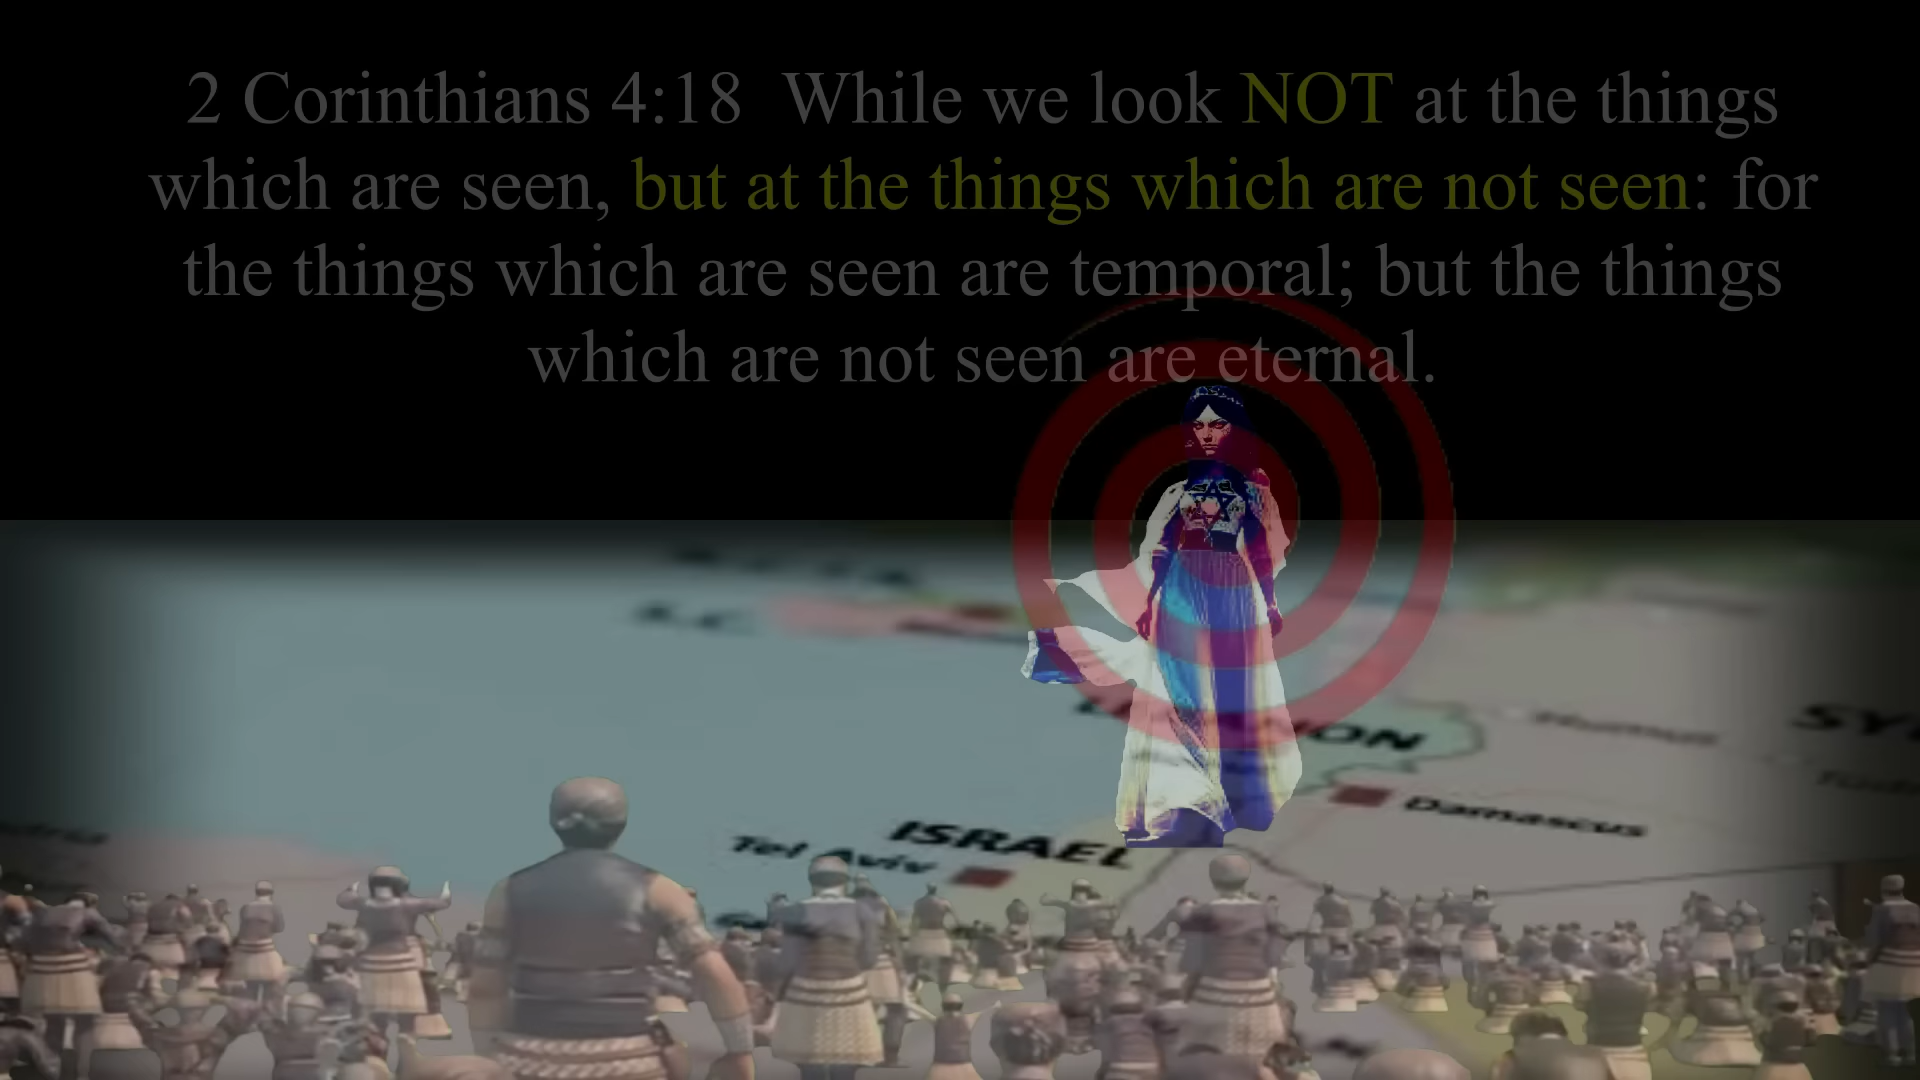 2 Corinthians 4:18  While we look NOT at the things
which are seen, but at the things which are not seen: for
the things which are seen are temporal; but the things
which are not seen are eternal.
Humus
Damascus
ISRAEL
Tel Aviv